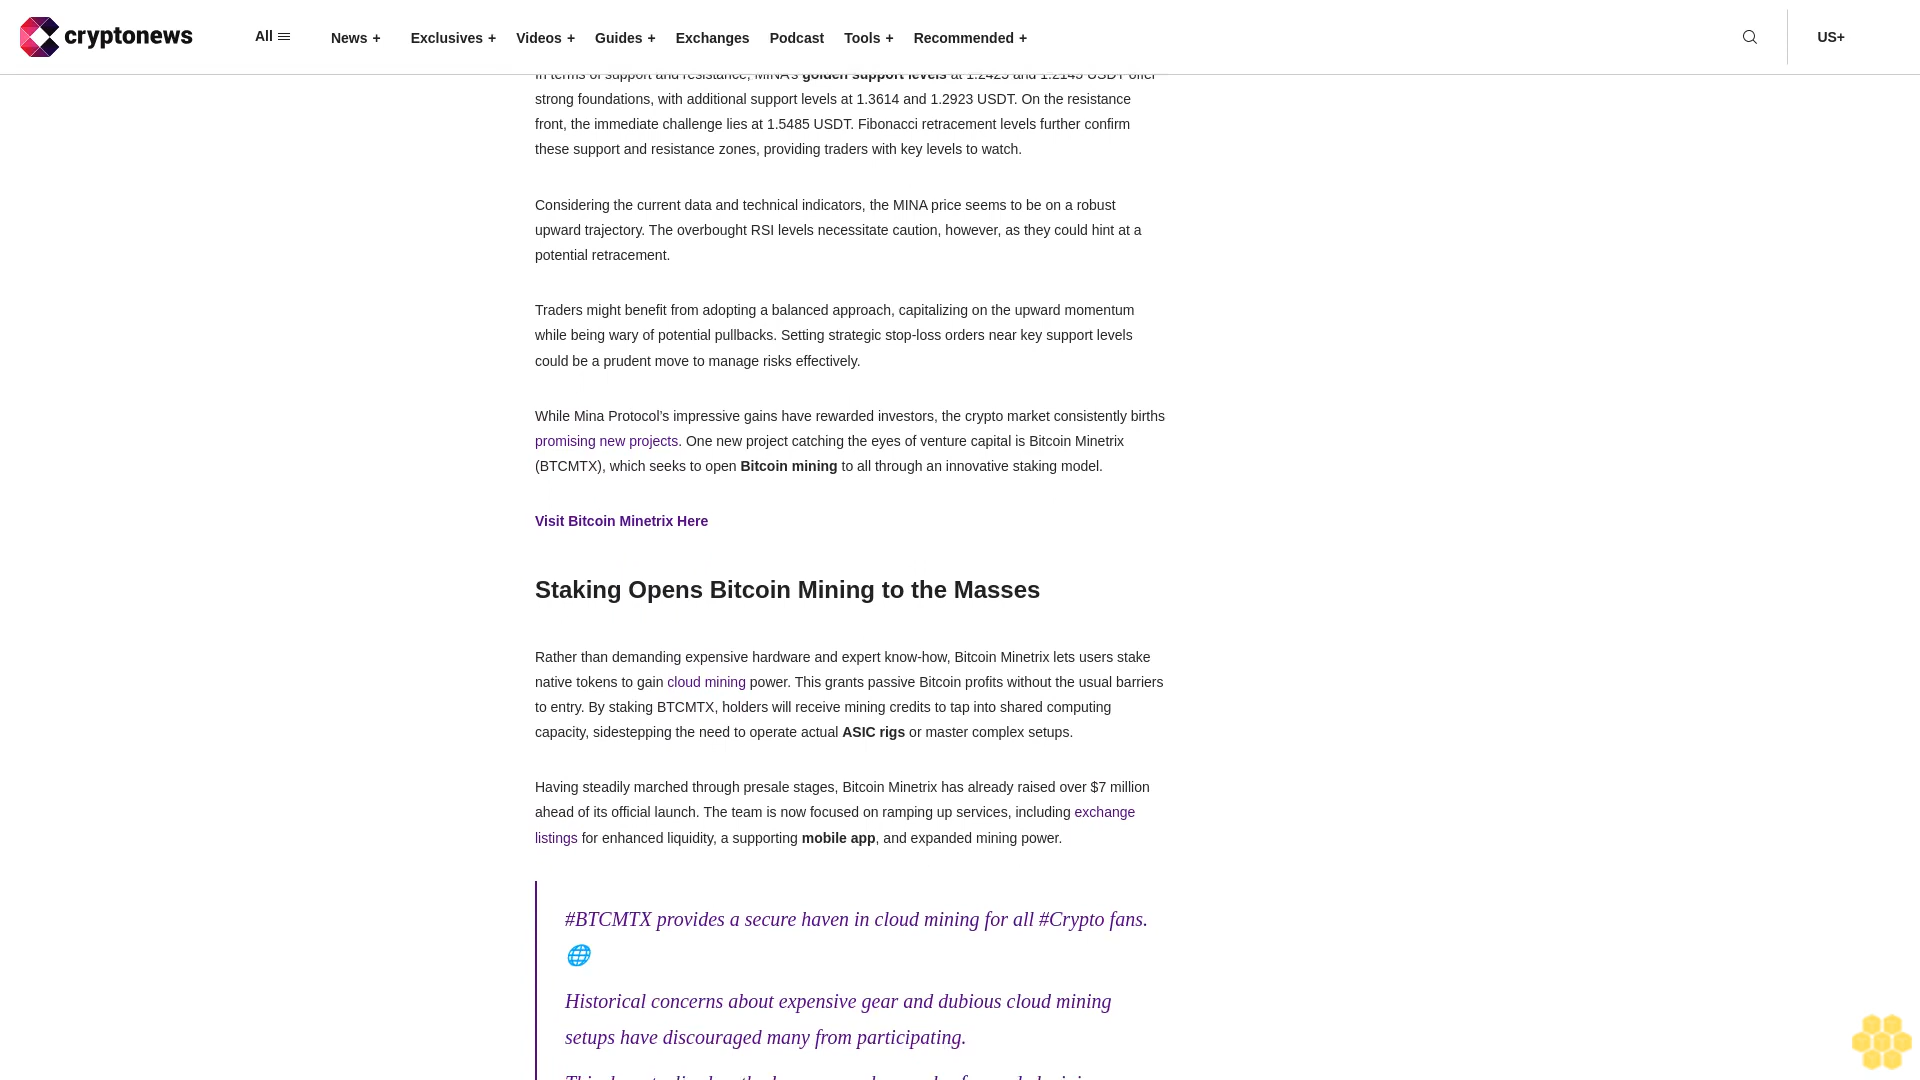 cryptonews
All
News +
Exclusives +
Videos +
Guides +
Exchanges
Podcast
Tools +
Recommended +
US+
In terms of support and resistance, MINA's golden support levels at 1.2425 and 1.2145 USDT offer
strong foundations, with additional support levels at 1.3614 and 1.2923 USDT. On the resistance
front, the immediate challenge lies at 1.5485 USDT. Fibonacci retracement levels further confirm
these support and resistance zones, providing traders with key levels to watch.
Considering the current data and technical indicators, the MINA price seems to be on a robust
upward trajectory. The overbought RSI levels necessitate caution, however, as they could hint at a
potential retracement.
Traders might benefit from adopting a balanced approach, capitalizing on the upward momentum
while being wary of potential pullbacks. Setting strategic stop-loss orders near key support levels
could be a prudent move to manage risks effectively.
While Mina Protocol’s impressive gains have rewarded investors, the crypto market consistently births
promising new projects. One new project catching the eyes of venture capital is Bitcoin Minetrix
(BTCMTX), which seeks to open Bitcoin mining to all through an innovative staking model.
Visit Bitcoin Minetrix Here
Staking Opens Bitcoin Mining to the Masses
Rather than demanding expensive hardware and expert know-how, Bitcoin Minetrix lets users stake
native tokens to gain cloud mining power. This grants passive Bitcoin profits without the usual barriers
to entry. By staking BTCMTX, holders will receive mining credits to tap into shared computing
capacity, sidestepping the need to operate actual ASIC rigs or master complex setups.
Having steadily marched through presale stages, Bitcoin Minetrix has already raised over $7 million
ahead of its official launch. The team is now focused on ramping up services, including exchange
listings for enhanced liquidity, a supporting mobile app, and expanded mining power.
#BTCMTX provides a secure haven in cloud mining for all #Crypto fans.
🌐
Historical concerns about expensive gear and dubious cloud mining
setups have discouraged many from participating.